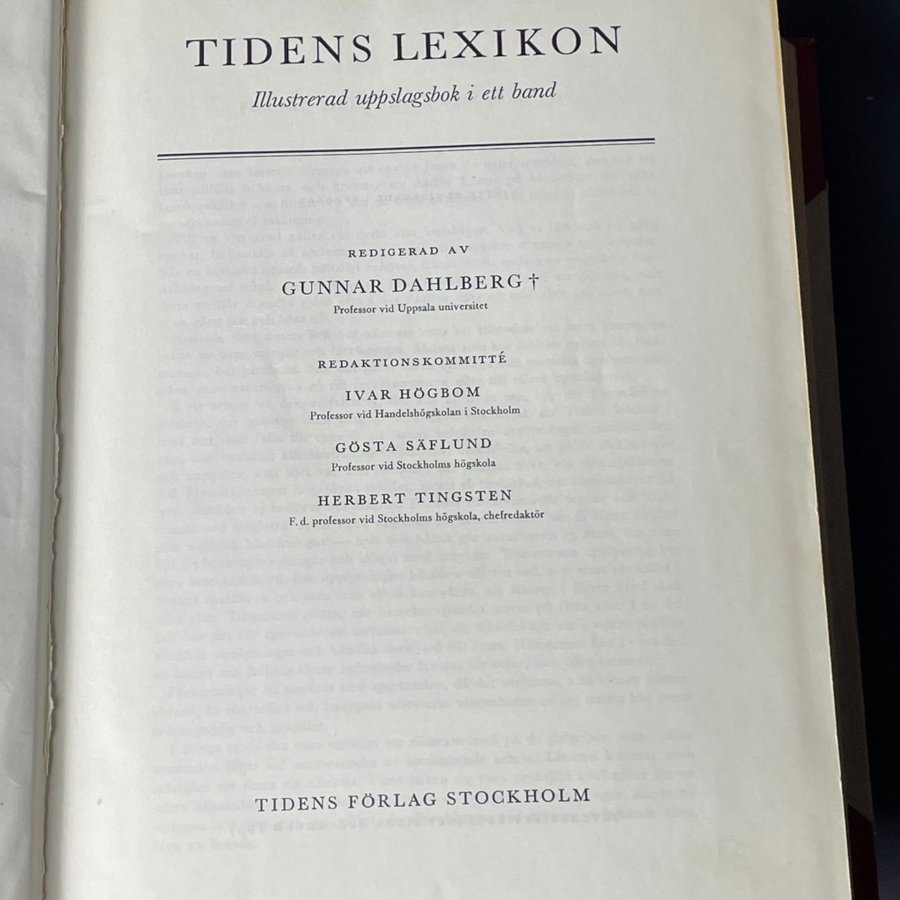 TIDENS LEXIKON
Illustrerad uppslagsbok i ett band
REDIGERAD AV
GUNNAR DAHLBERG †
Professor vid Uppsala universitet
REDAKTIONSKOMMITTÉ
IVAR HÖGBOM
Professor vid Handelshögskolan i Stockholm
GÖSTA SÄFLUND
Professor vid Stockholms högskola
HERBERT TINGSTEN
F. d. professor vid Stockholms högskola, chefredaktör
TIDENS FÖRLAG STOCKHOLM